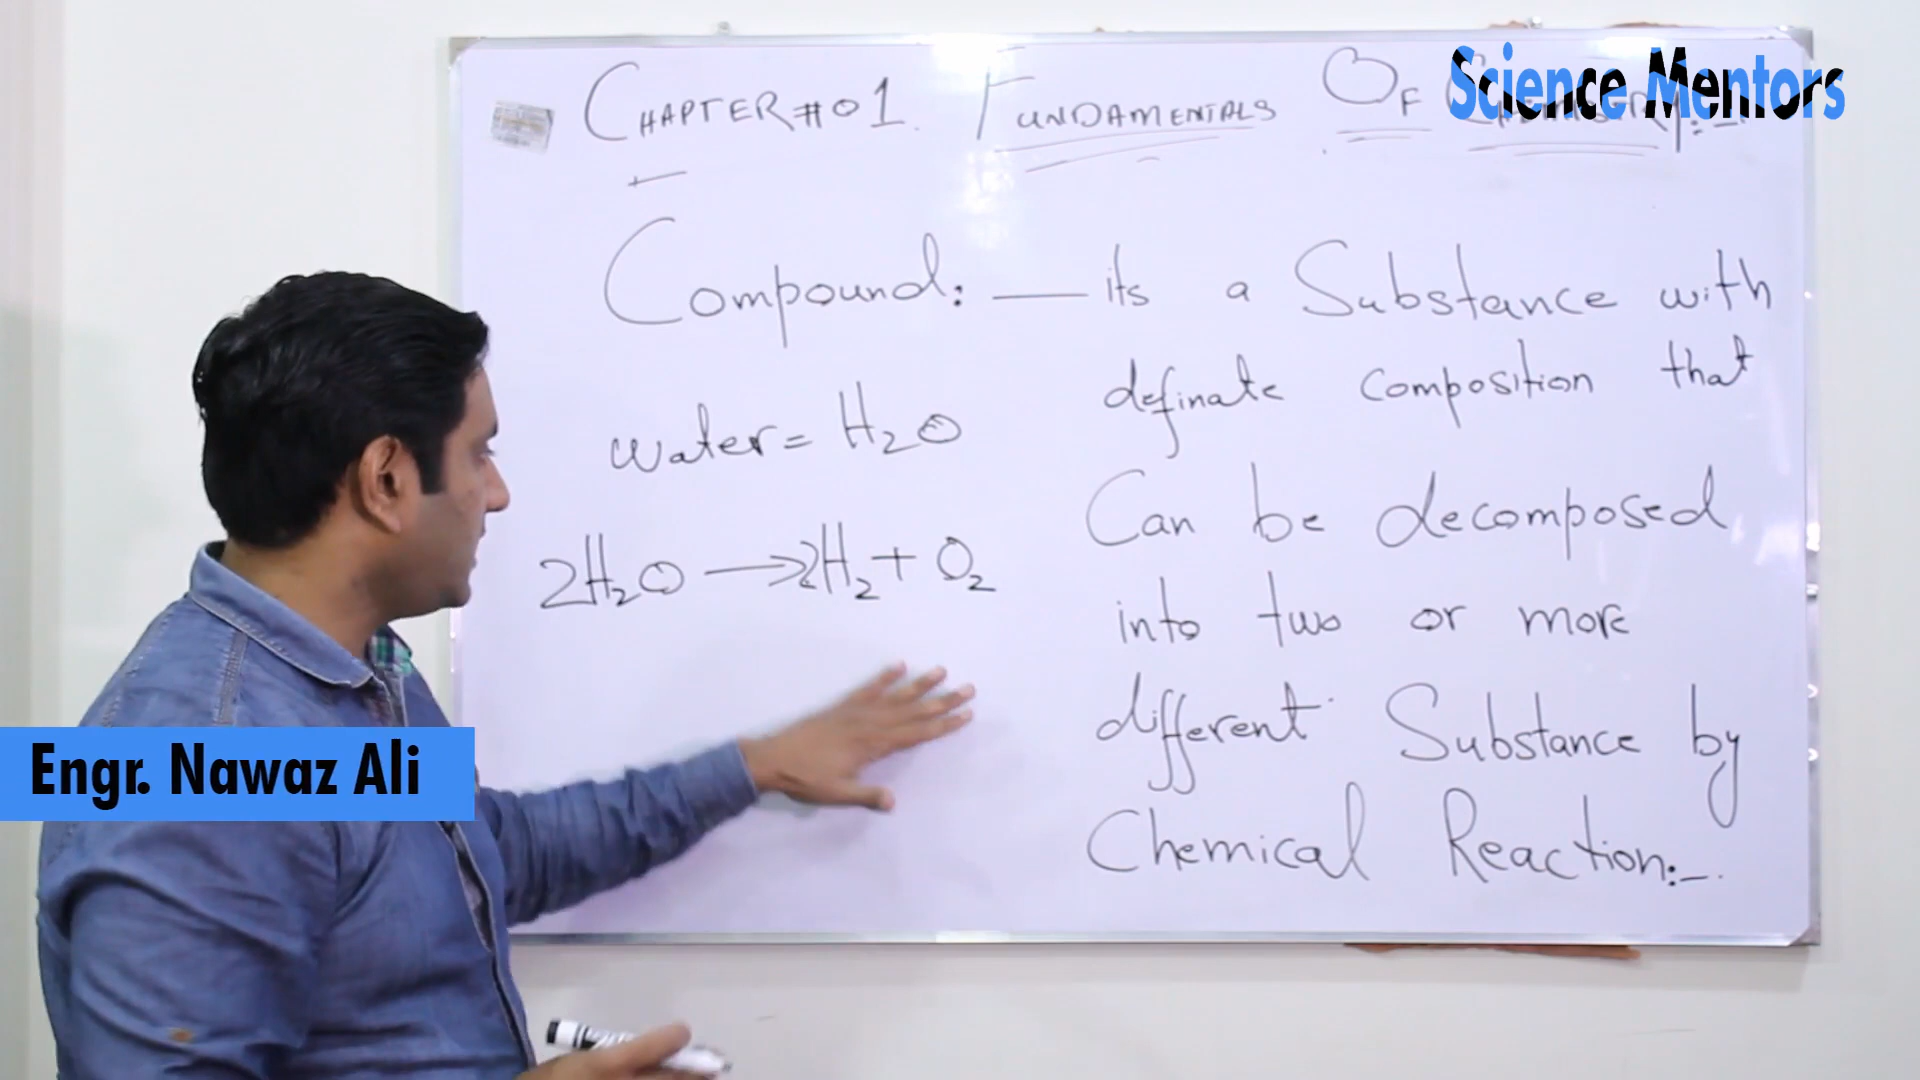 Science Mentors
CHAPTER #01. FUNDAMENTALS OF
Compound: — its a Substance with
definate composition that
water = H₂O
Can be decomposed
2H₂O ⟶ 2H₂ + O₂
into two or more
different Substance by
Chemical Reaction:-.
Engr. Nawaz Ali